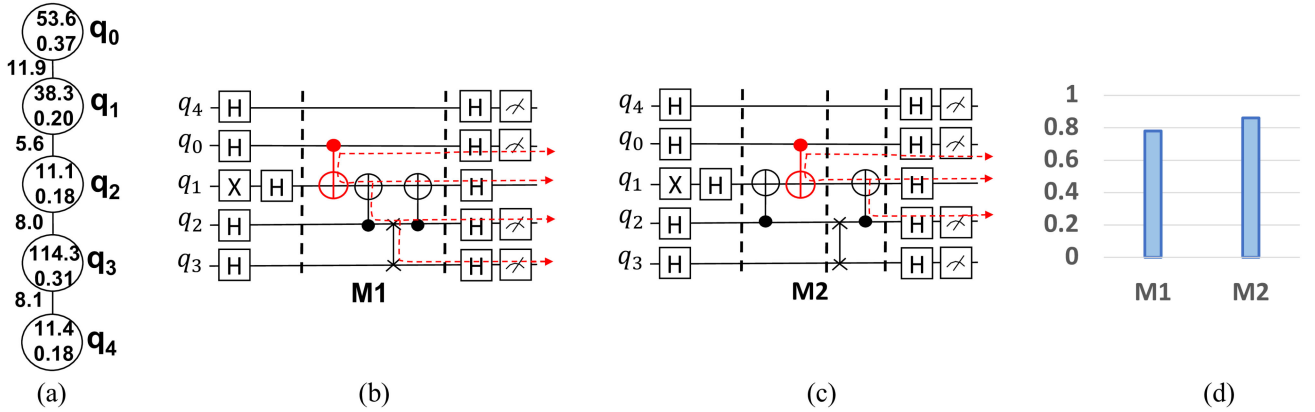 53.6
0.37
q0
11.9
38.3
0.20
q1
5.6
11.1
0.18
q2
8.0
114.3
0.31
q3
8.1
11.4
0.18
q4
(a)
q4 H H
q0 H H
q1 X H H
q2 H H
q3 H H
M1
(b)
q4 H H
q0 H H
q1 X H H
q2 H H
q3 H H
M2
(c)
1
0.8
0.6
0.4
0.2
0
M1 M2
(d)